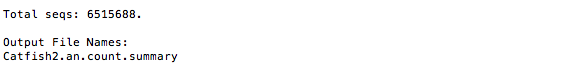 Total seqs: 6515688.
Output File Names:
Catfish2.an.count.summary